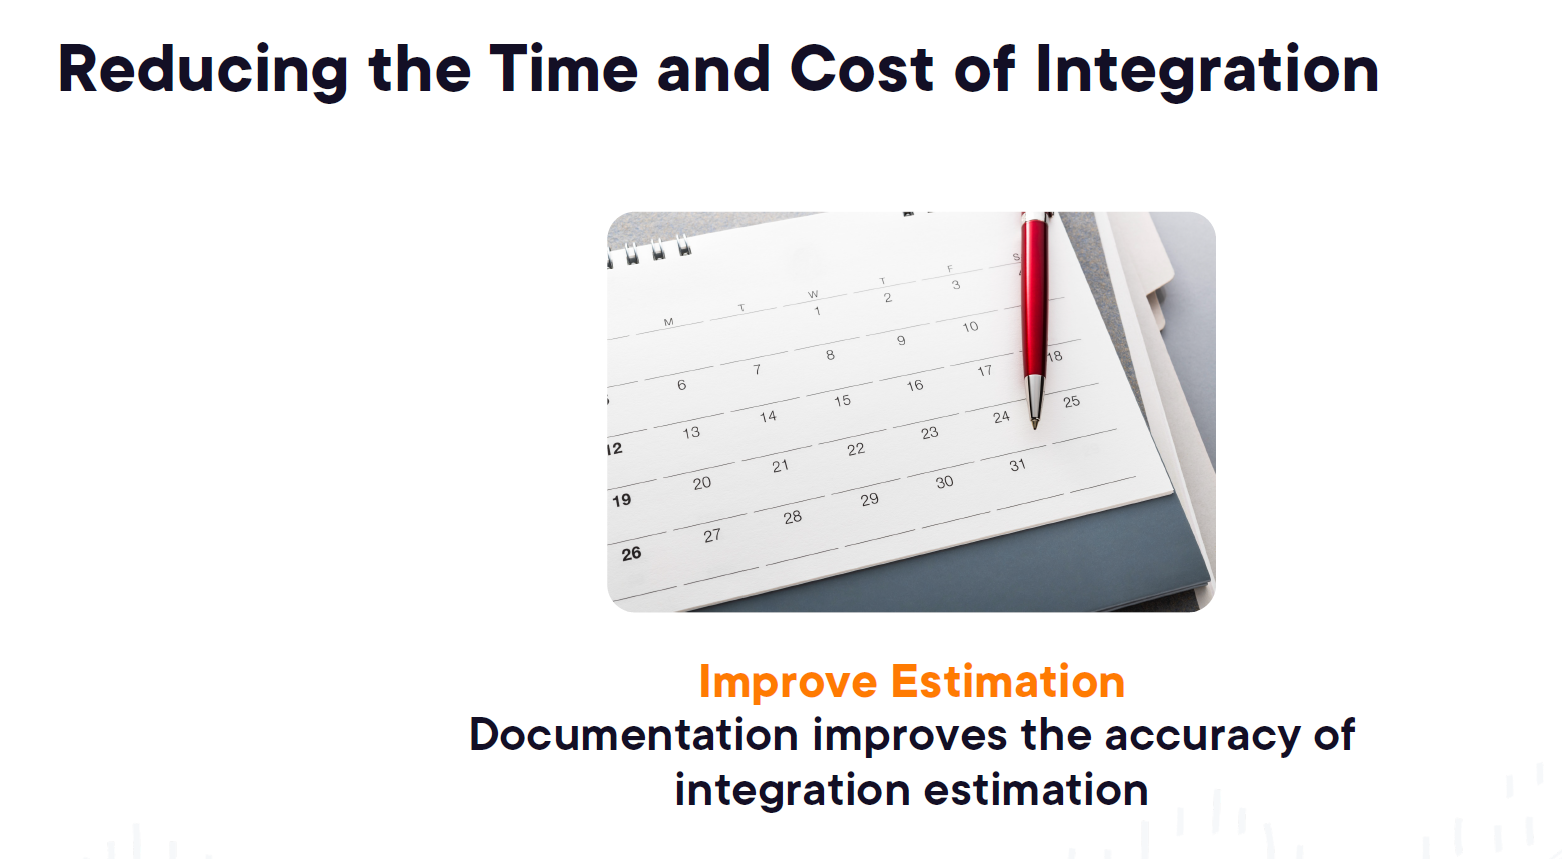 Reducing the Time and Cost of Integration
M T W T F S
1 2 3
6 7 8 9 10
12 13 14 15 16 17 18
19 20 21 22 23 24 25
26 27 28 29 30 31
Improve Estimation
Documentation improves the accuracy of
integration estimation